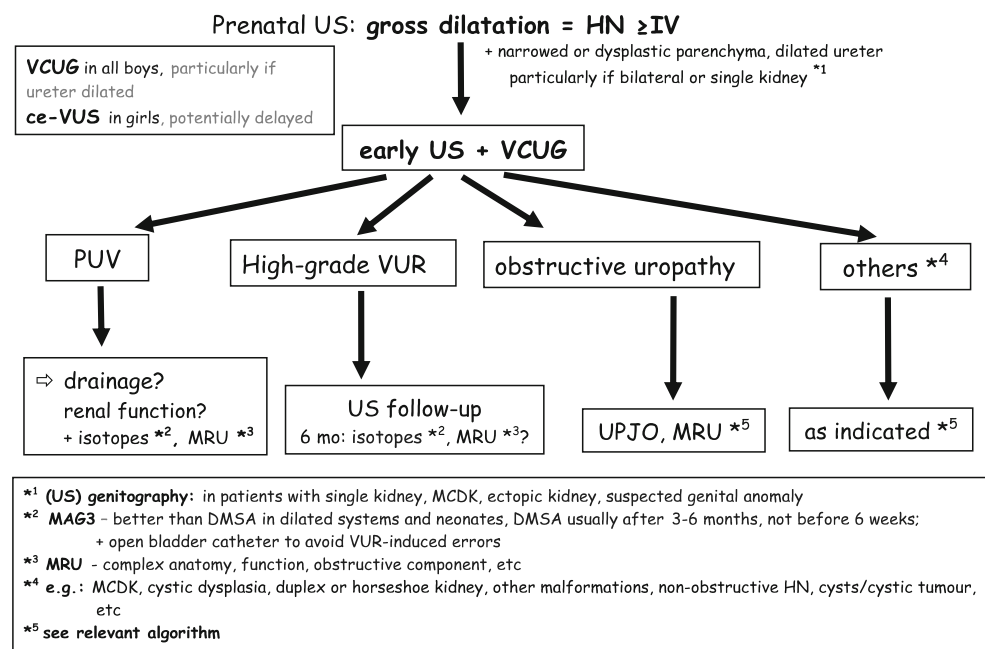 Prenatal US: gross dilatation = HN ≥IV
+ narrowed or dysplastic parenchyma, dilated ureter
particularly if bilateral or single kidney *1
VCUG in all boys, particularly if
ureter dilated
ce-VUS in girls, potentially delayed
early US + VCUG
PUV
High-grade VUR
obstructive uropathy
others *4
⇨ drainage?
renal function?
+ isotopes *2, MRU *3
US follow-up
6 mo: isotopes *2, MRU *3?
UPJO, MRU *5
as indicated *5
*1 (US) genitography: in patients with single kidney, MCDK, ectopic kidney, suspected genital anomaly
*2 MAG3 – better than DMSA in dilated systems and neonates, DMSA usually after 3-6 months, not before 6 weeks;
+ open bladder catheter to avoid VUR-induced errors
*3 MRU - complex anatomy, function, obstructive component, etc
*4 e.g.: MCDK, cystic dysplasia, duplex or horseshoe kidney, other malformations, non-obstructive HN, cysts/cystic tumour,
etc
*5 see relevant algorithm